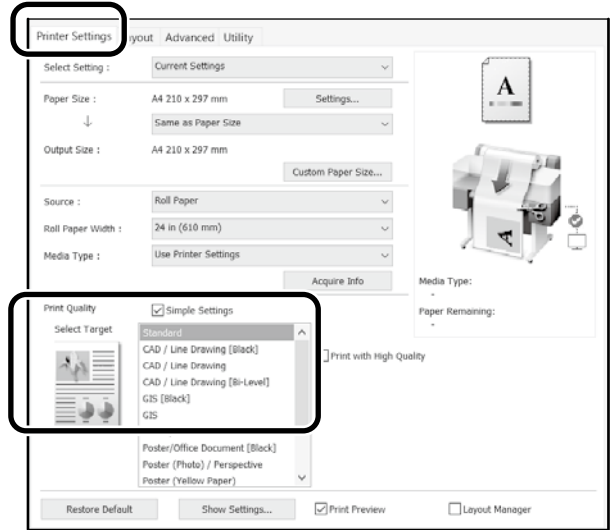 Printer Settings yout Advanced Utility
Select Setting : Current Settings
Paper Size : A4 210 x 297 mm Settings...
↓ Same as Paper Size
Output Size : A4 210 x 297 mm
Custom Paper Size...
Source : Roll Paper
Roll Paper Width : 24 in (610 mm)
Media Type : Use Printer Settings
Acquire Info
Print Quality Simple Settings
Select Target
Standard
CAD / Line Drawing [Black]
CAD / Line Drawing
CAD / Line Drawing [Bi-Level]
GIS [Black]
GIS
Poster/Office Document [Black]
Poster (Photo) / Perspective
Poster (Yellow Paper)
Print with High Quality
A
A
Media Type:
-
Paper Remaining:
-
Restore Default Show Settings... Print Preview Layout Manager